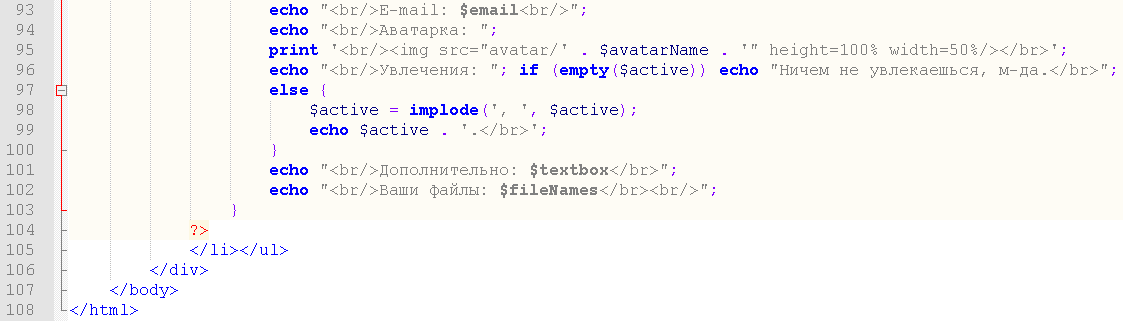 93 echo "<br/>E-mail: $email<br/>";
94 echo "<br/>Аватарка: ";
95 print '<br/><img src="avatar/' . $avatarName . '" height=100% width=50%/></br>';
96 echo "<br/>Увлечения: "; if (empty($active)) echo "Ничем не увлекаешься, м-да.</br>";
97 else {
98 $active = implode(', ', $active);
99 echo $active . '.</br>';
100 }
101 echo "<br/>Дополнительно: $textbox</br>";
102 echo "<br/>Ваши файлы: $fileNames</br><br/>";
103 }
104 ?>
105 </li></ul>
106 </div>
107 </body>
108 </html>